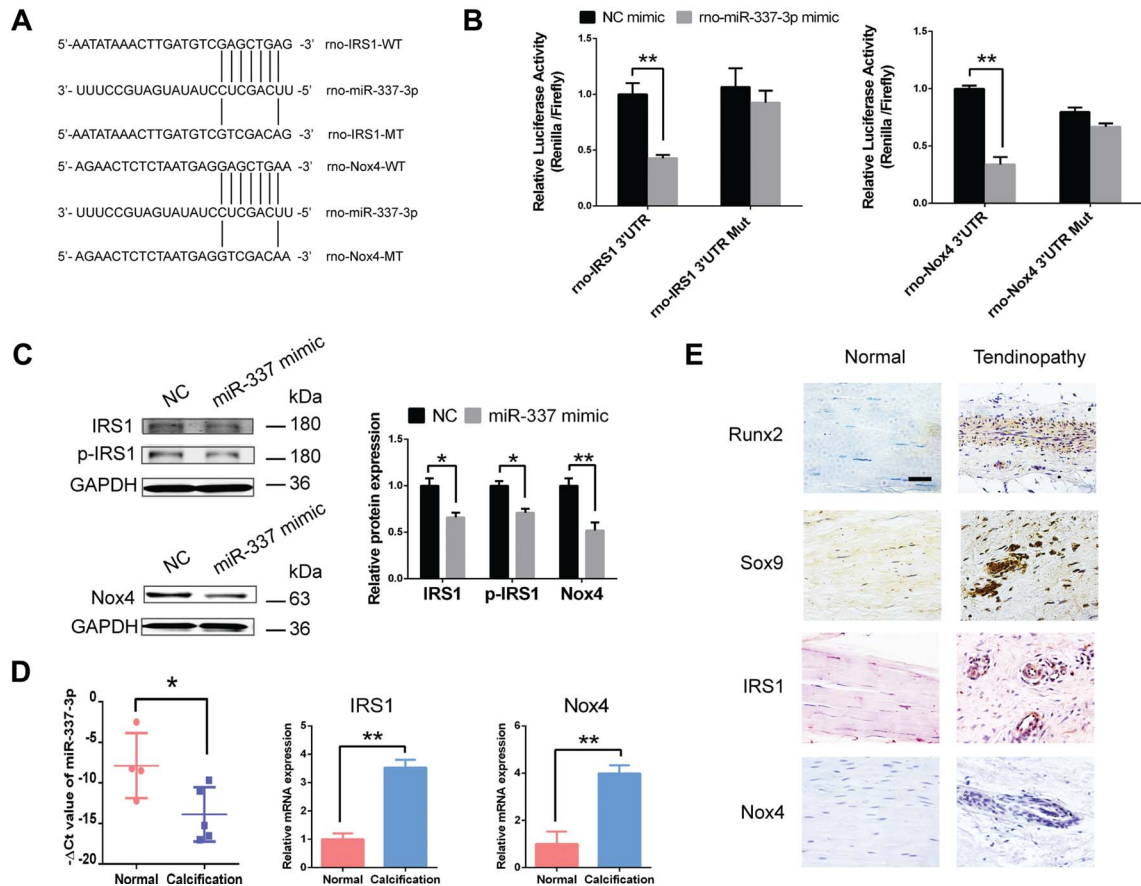 A
5'-AATATAAACTTGATGTCGAGCTGAG -3' rno-IRS1-WT
3'- UUUCCGUAGUAUAUCCUCGACUU -5' rno-miR-337-3p
5'-AATATAAACTTGATGTCGTCGACAG -3' rno-IRS1-MT
5'- AGAACTCTCTAATGAGGAGCTGAA -3' rno-Nox4-WT
3'- UUUCCGUAGUAUAUCCUCGACUU -5' rno-miR-337-3p
5'- AGAACTCTCTAATGAGGTCGACAA -3' rno-Nox4-MT
B
NC mimic rno-miR-337-3p mimic
Relative Luciferase Activity
(Renilla /Firefly)
1.5
1.0
0.5
0.0
**
rno-IRS1 3'UTR
rno-IRS1 3'UTR Mut
Relative Luciferase Activity
(Renilla /Firefly)
1.5
1.0
0.5
0.0
**
rno-Nox4 3'UTR
rno-Nox4 3'UTR Mut
C
NC miR-337 mimic
kDa
IRS1 180
p-IRS1 180
GAPDH 36
NC miR-337 mimic
kDa
Nox4 63
GAPDH 36
NC miR-337 mimic
Relative protein expression
1.5
1.0
0.5
0.0
* * **
IRS1 p-IRS1 Nox4
D
-ΔCt value of miR-337-3p
0
-5
-10
-15
-20
*
Normal Calcification
IRS1
Relative mRNA expression
5
4
3
2
1
0
**
Normal Calcification
Nox4
Relative mRNA expression
6
4
2
0
**
Normal Calcification
E
Normal Tendinopathy
Runx2
Sox9
IRS1
Nox4